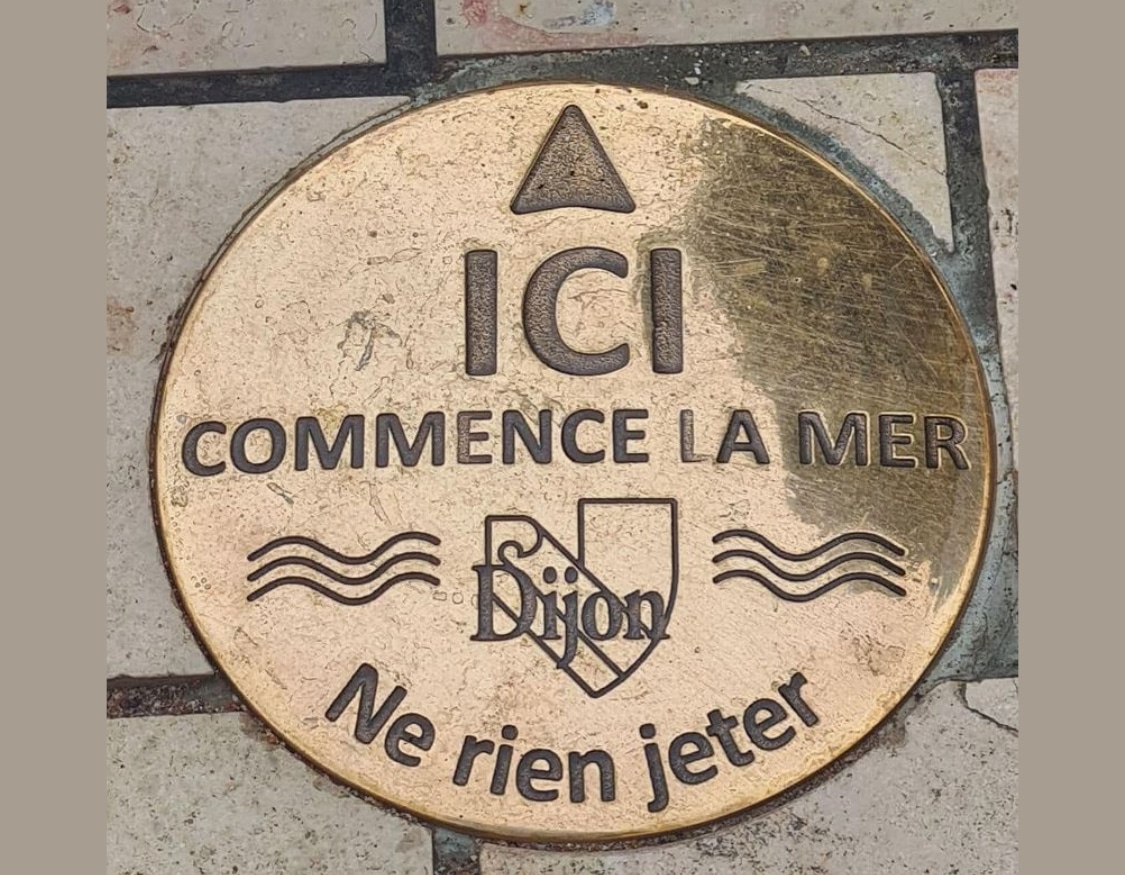 ICI
COMMENCE LA MER
Dijon
Ne rien jeter